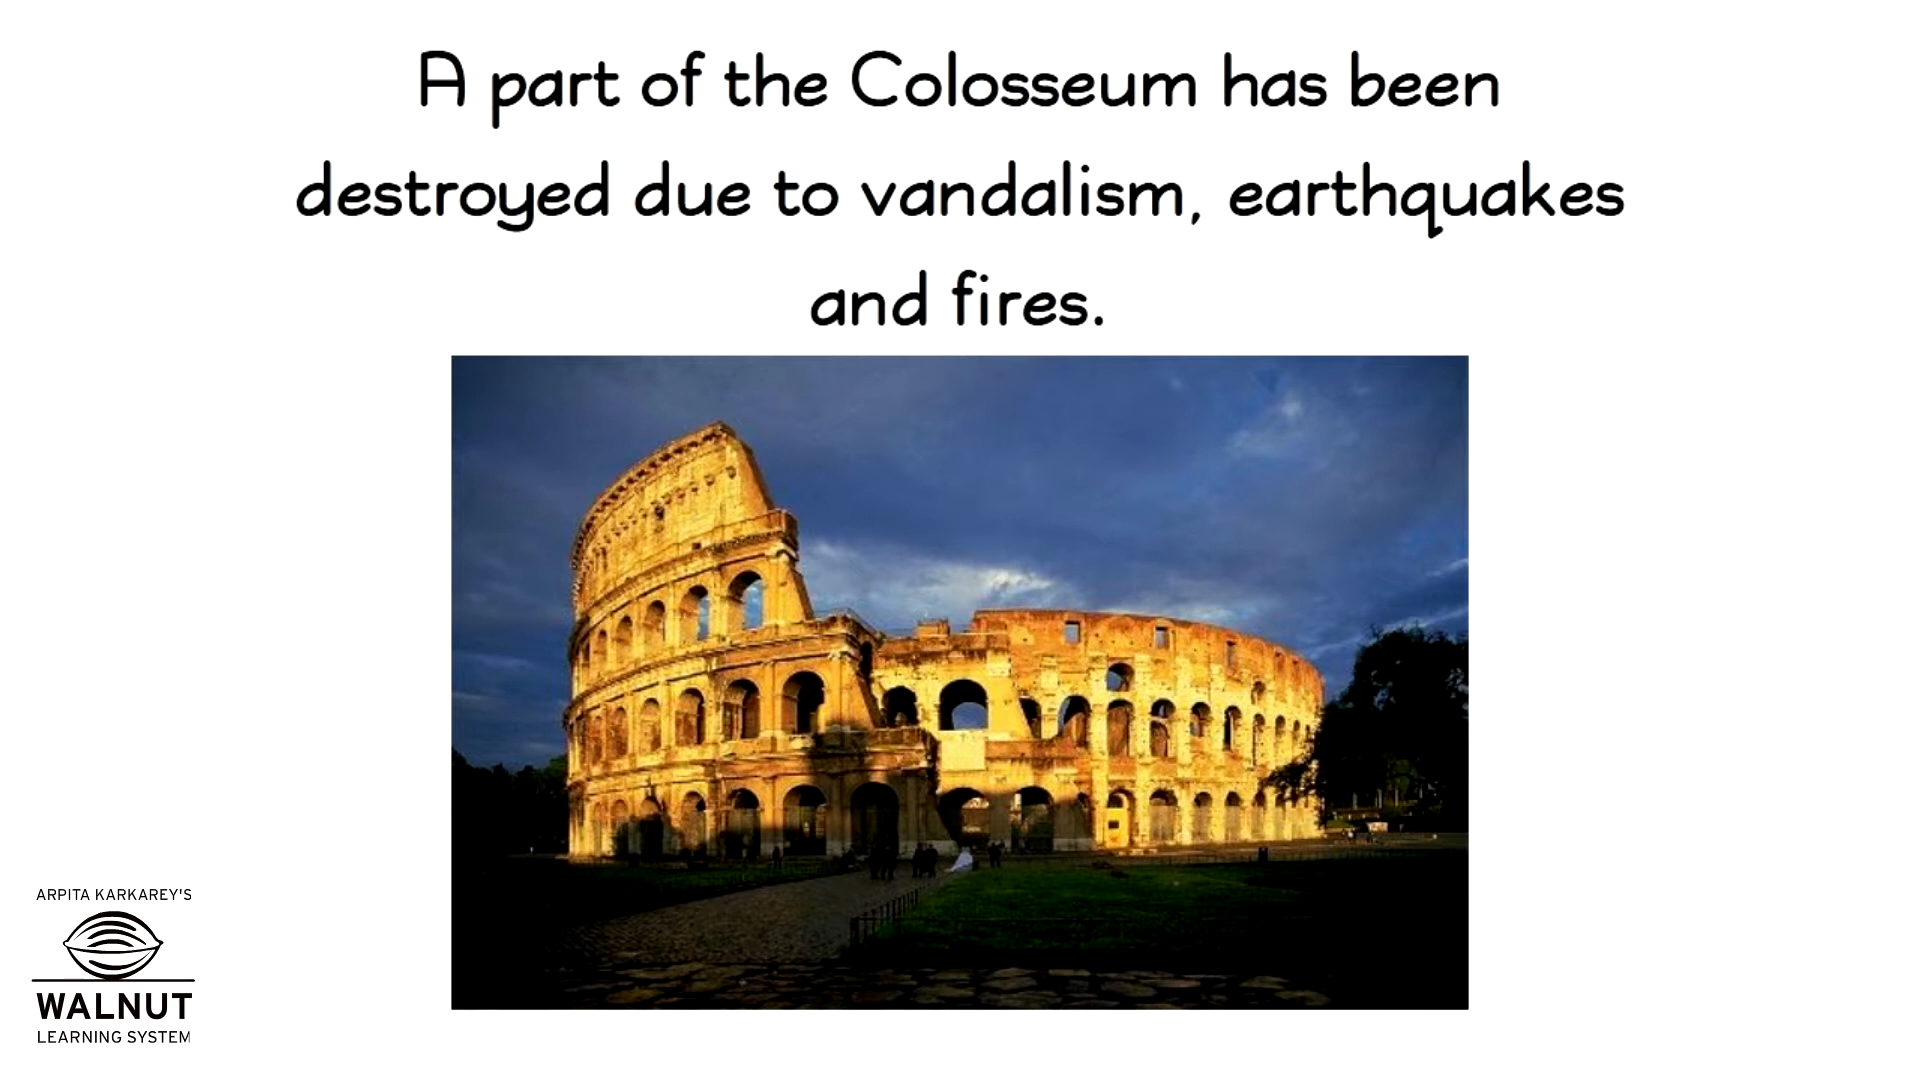 A part of the Colosseum has been
destroyed due to vandalism, earthquakes
and fires.
ARPITA KARKAREY'S
WALNUT
LEARNING SYSTEM